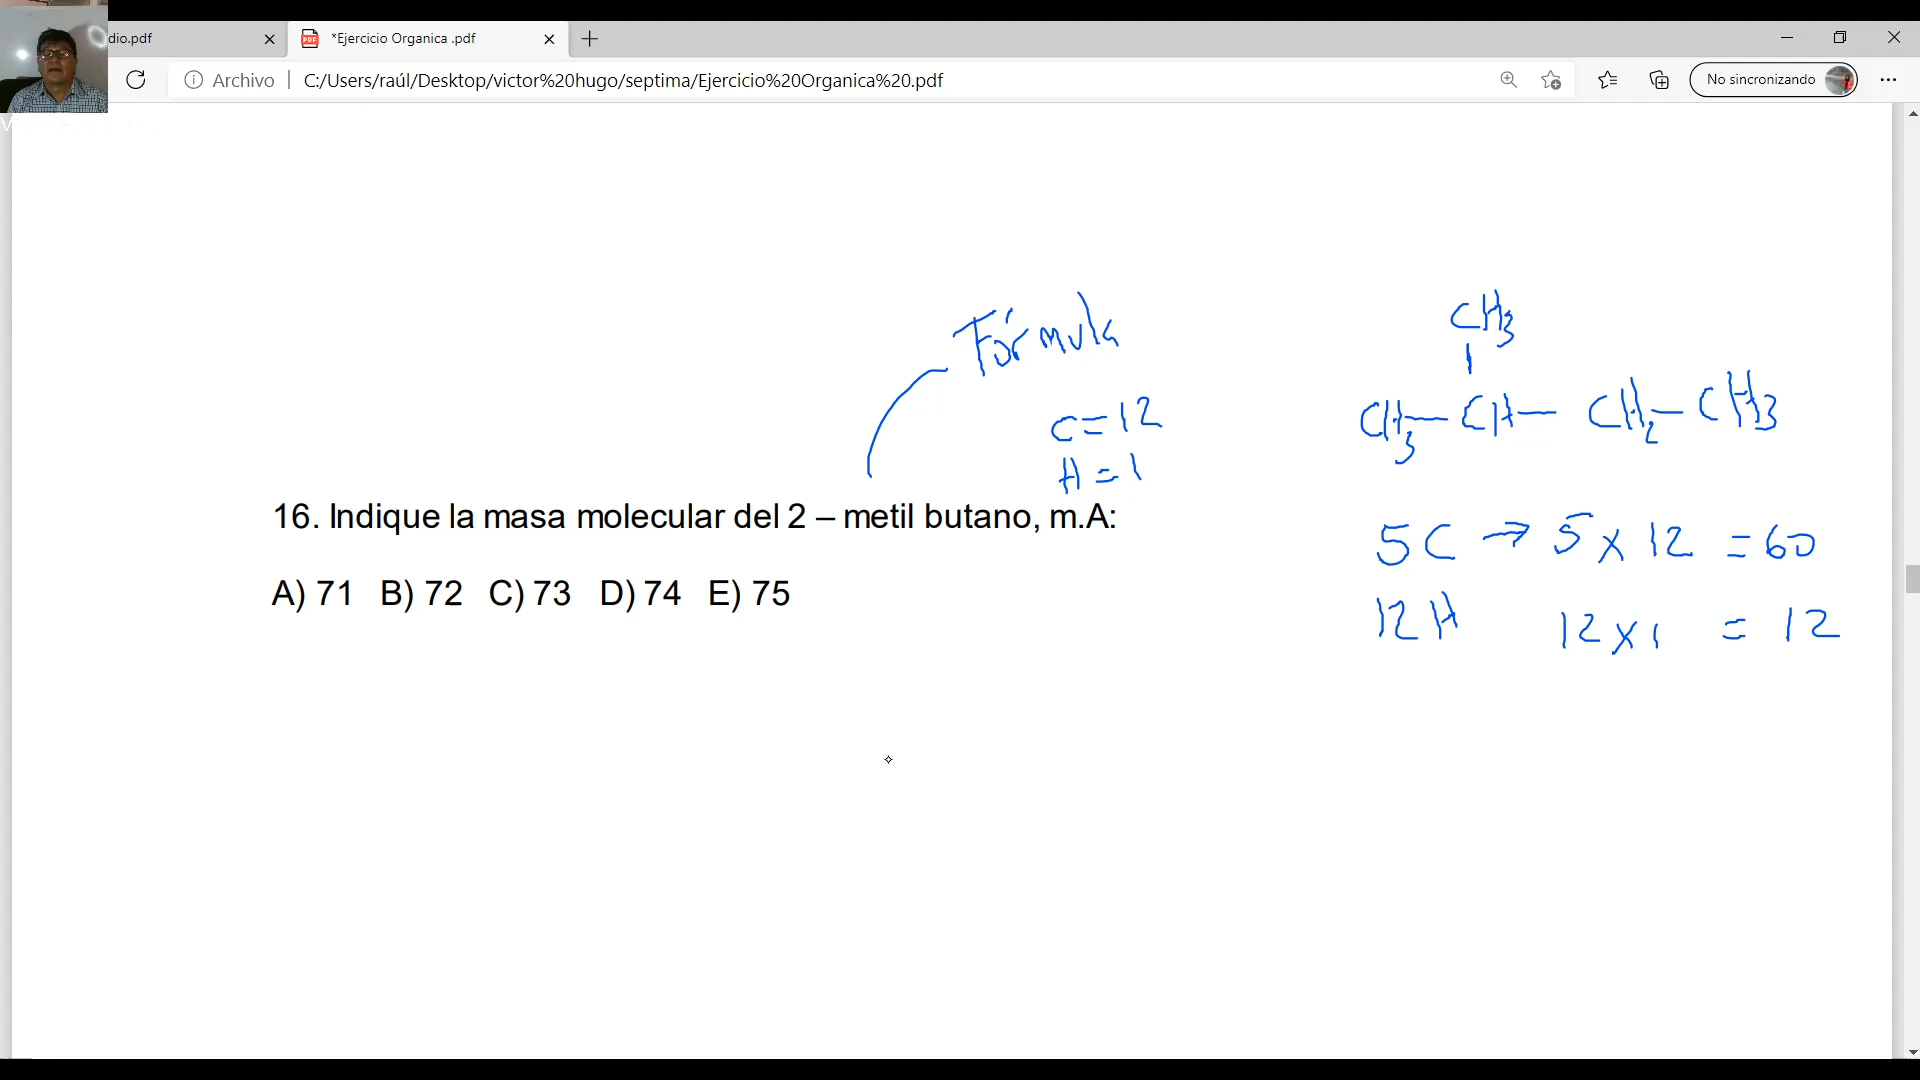 dio.pdf
*Ejercicio Organica .pdf
Archivo
C:/Users/raúl/Desktop/victor%20hugo/septima/Ejercicio%20Organica%20.pdf
No sincronizando
Fórmula
C = 12
H = 1
CH3
CH3 — CH — CH2 — CH3
16. Indique la masa molecular del 2 – metil butano, m.A:
A) 71 B) 72 C) 73 D) 74 E) 75
5C → 5 x 12 = 60
12 H 12 x 1 = 12